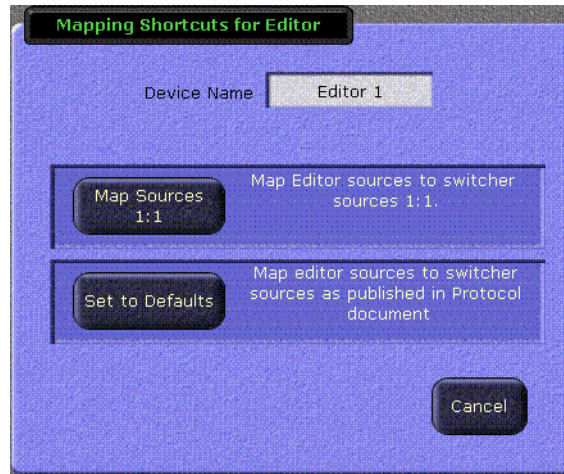 Mapping Shortcuts for Editor
Device Name
Editor 1
Map Sources
1:1
Map Editor sources to switcher
sources 1:1.
Set to Defaults
Map editor sources to switcher
sources as published in Protocol
document
Cancel